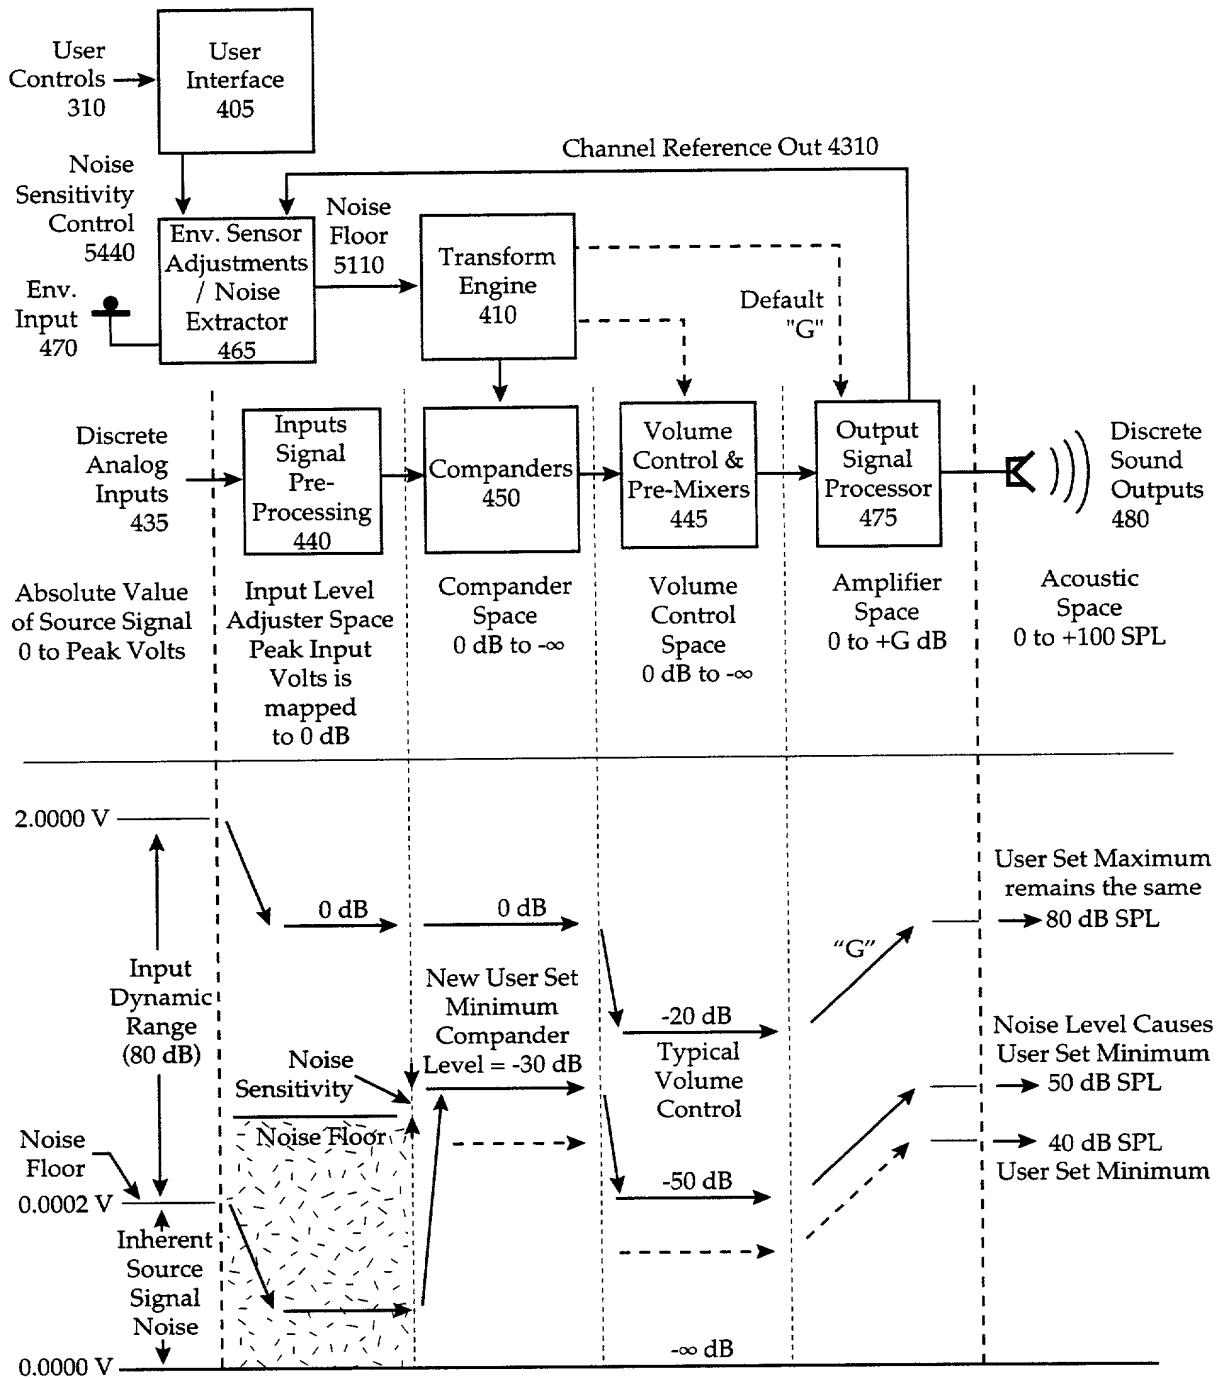 User
Controls
310
User
Interface
405
Noise
Sensitivity
Control
5440
Channel Reference Out 4310
Env. Sensor
Adjustments
/ Noise
Extractor
465
Noise
Floor
5110
Transform
Engine
410
Default
"G"
Env.
Input
470
Discrete
Analog
Inputs
435
Inputs
Signal
Pre-
Processing
440
Companders
450
Volume
Control &
Pre-Mixers
445
Output
Signal
Processor
475
Discrete
Sound
Outputs
480
Absolute Value
of Source Signal
0 to Peak Volts
Input Level
Adjuster Space
Peak Input
Volts is
mapped
to 0 dB
Compander
Space
0 dB to -∞
Volume
Control
Space
0 dB to -∞
Amplifier
Space
0 to +G dB
Acoustic
Space
0 to +100 SPL
2.0000 V
0 dB
0 dB
User Set Maximum
remains the same
80 dB SPL
"G"
Input
Dynamic
Range
(80 dB)
New User Set
Minimum
Compander
Level = -30 dB
-20 dB
Typical
Volume
Control
Noise Level Causes
User Set Minimum
50 dB SPL
Noise
Sensitivity
Noise Floor
Noise
Floor
40 dB SPL
User Set Minimum
-50 dB
0.0002 V
Inherent
Source
Signal
Noise
-∞ dB
0.0000 V